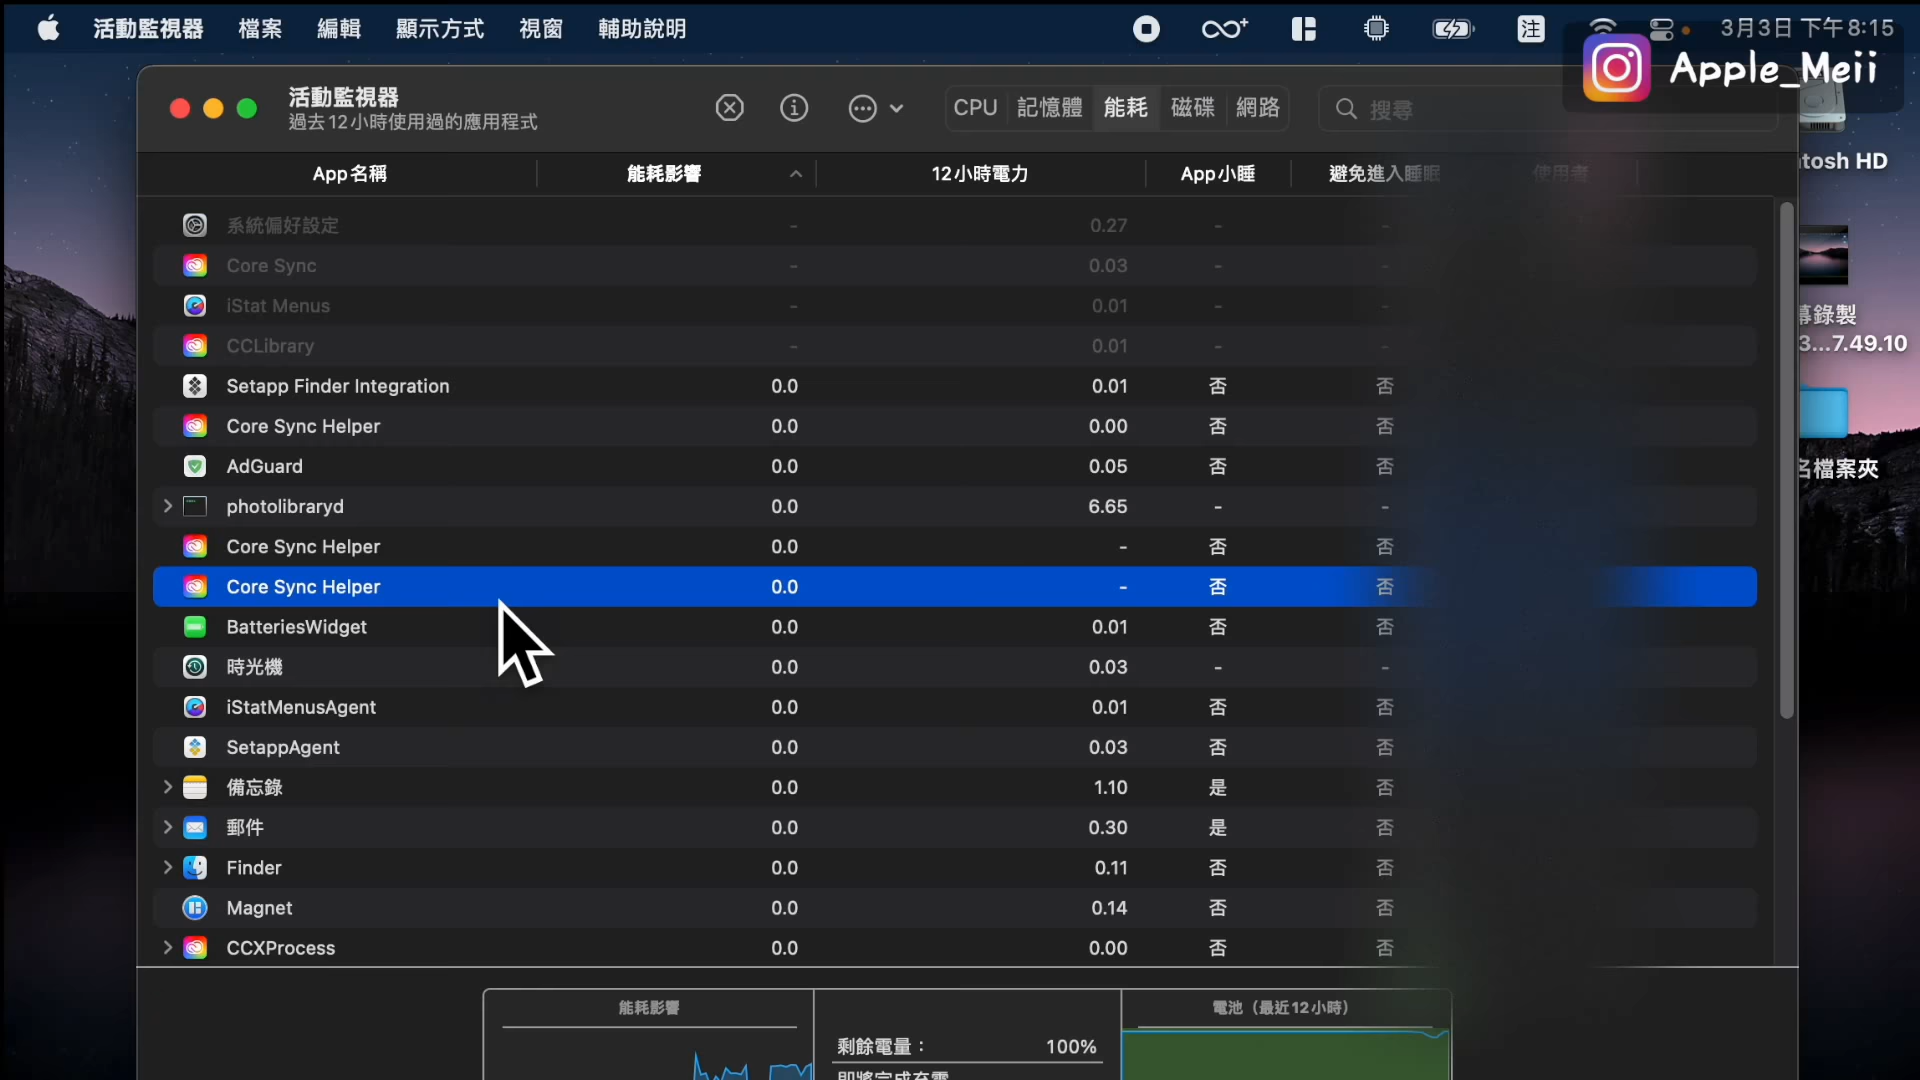 活動監視器 檔案 編輯 顯示方式 視窗 輔助說明 注 3月3日 下午8:15
Apple_Meii
活動監視器
過去12小時使用過的應用程式
CPU 記憶體 能耗 磁碟 網路 搜尋
App名稱 能耗影響 12小時電力 App小睡 避免進入睡眠 使用者
系統偏好設定 - 0.27 - -
Core Sync - 0.03 - -
iStat Menus - 0.01 - -
CCLibrary - 0.01 - -
Setapp Finder Integration 0.0 0.01 否 否
Core Sync Helper 0.0 0.00 否 否
AdGuard 0.0 0.05 否 否
photolibraryd 0.0 6.65 - -
Core Sync Helper 0.0 - 否 否
Core Sync Helper 0.0 - 否 否
BatteriesWidget 0.0 0.01 否 否
時光機 0.0 0.03 - -
iStatMenusAgent 0.0 0.01 否 否
SetappAgent 0.0 0.03 否 否
備忘錄 0.0 1.10 是 否
郵件 0.0 0.30 是 否
Finder 0.0 0.11 否 否
Magnet 0.0 0.14 否 否
CCXProcess 0.0 0.00 否 否
能耗影響
剩餘電量： 100%
電池（最近12小時）
tosh HD
幕錄製
3...7.49.10
名檔案夾